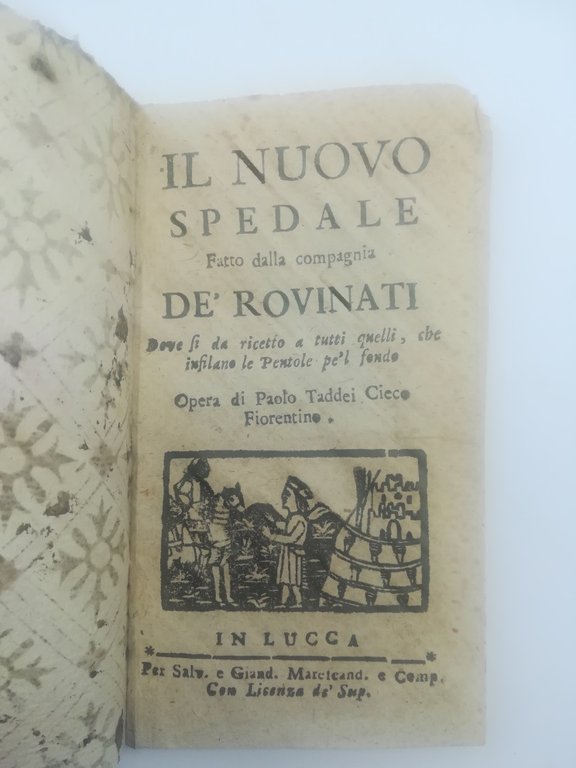 IL NUOVO
SPEDALE
Fatto dalla compagnia
DE' ROVINATI
Dove ſi da ricetto a tutti quelli, che
infilano le Pentole pe'l fondo
Opera di Paolo Taddei Cieco
Fiorentino.
IN LUCCA
Per Salv. e Giand. Mareſcand. e Comp.
Con Licenza de' Sup.